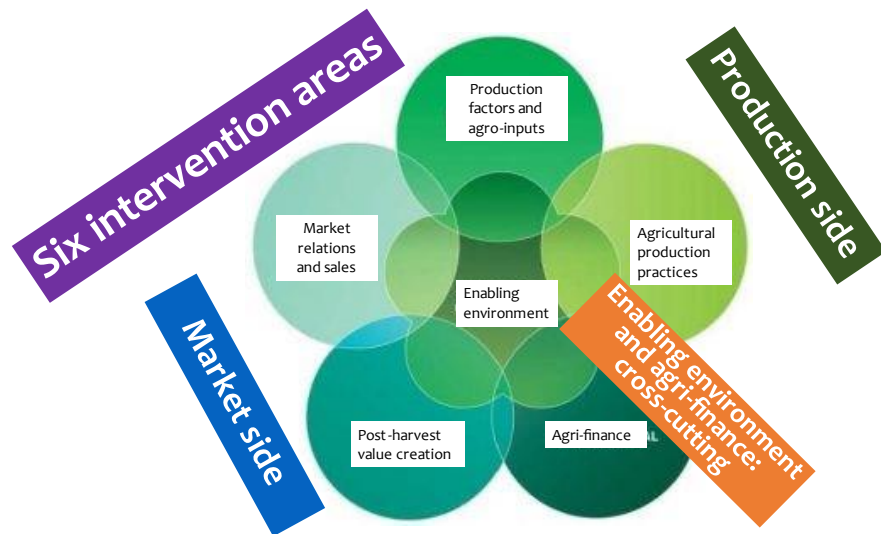 Six intervention areas
Production
factors and
agro-inputs
Production side
Market
relations
and sales
Agricultural
production
practices
Enabling
environment
Market side
Enabling environment
and agri-finance:
cross-cutting
Post-harvest
value creation
Agri-finance
AL